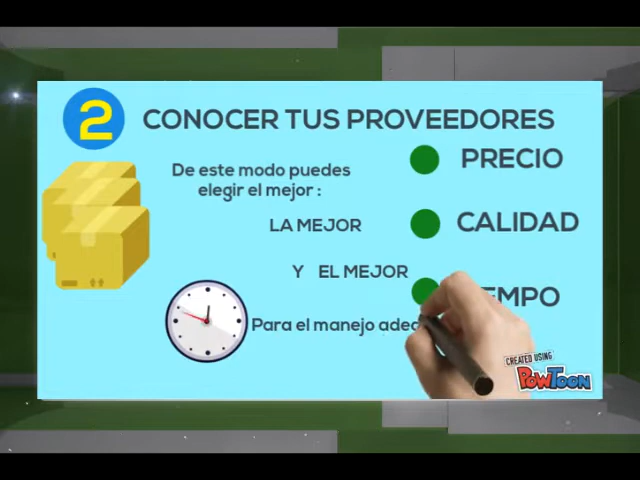 2 CONOCER TUS PROVEEDORES
De este modo puedes
elegir el mejor :
PRECIO
LA MEJOR
CALIDAD
Y EL MEJOR
EMPO
Para el manejo adec
CREATED USING
POWTOON